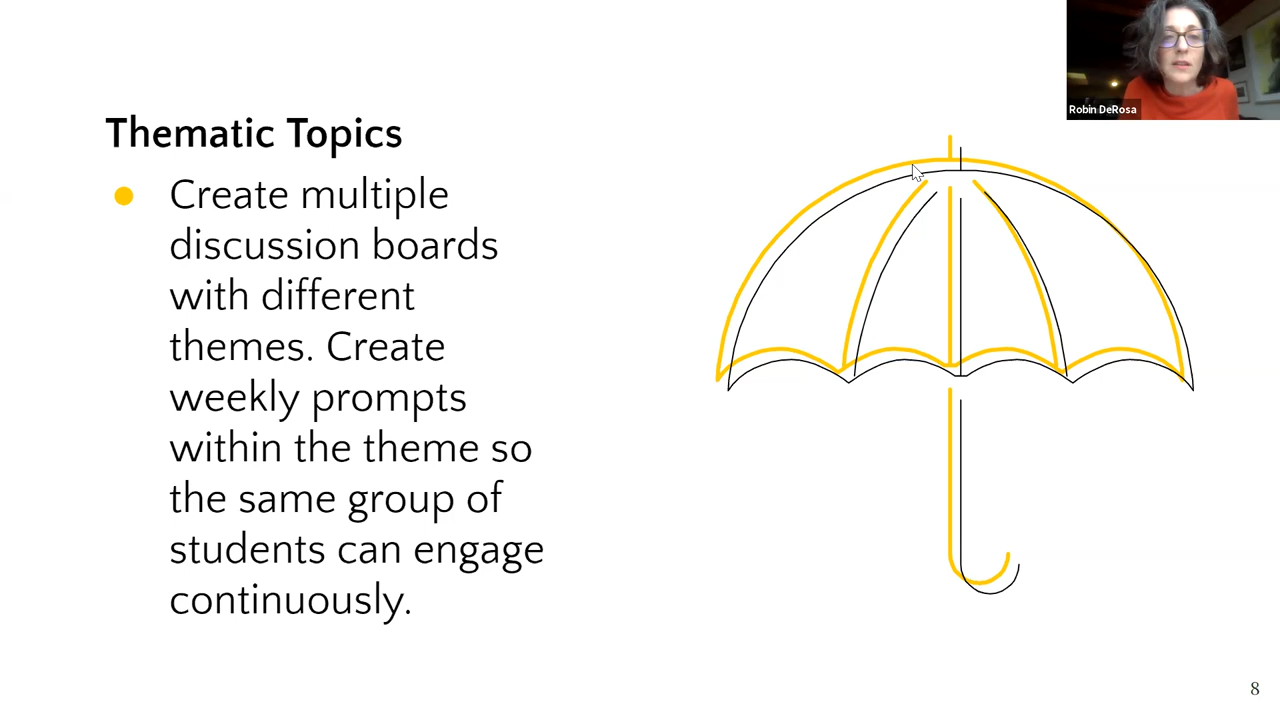 Robin DeRosa
Thematic Topics
Create multiple
discussion boards
with different
themes. Create
weekly prompts
within the theme so
the same group of
students can engage
continuously.
8